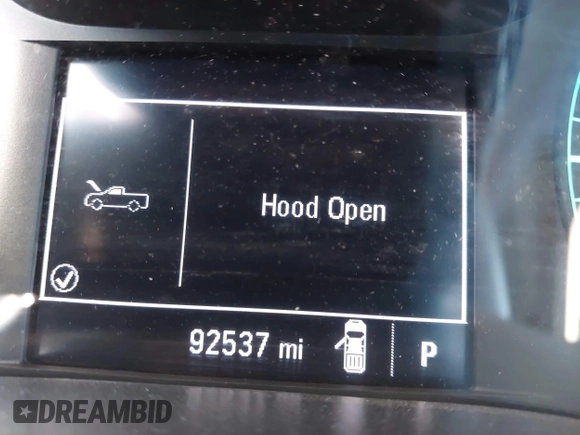 Hood Open
92537 mi
P
DREAMBID